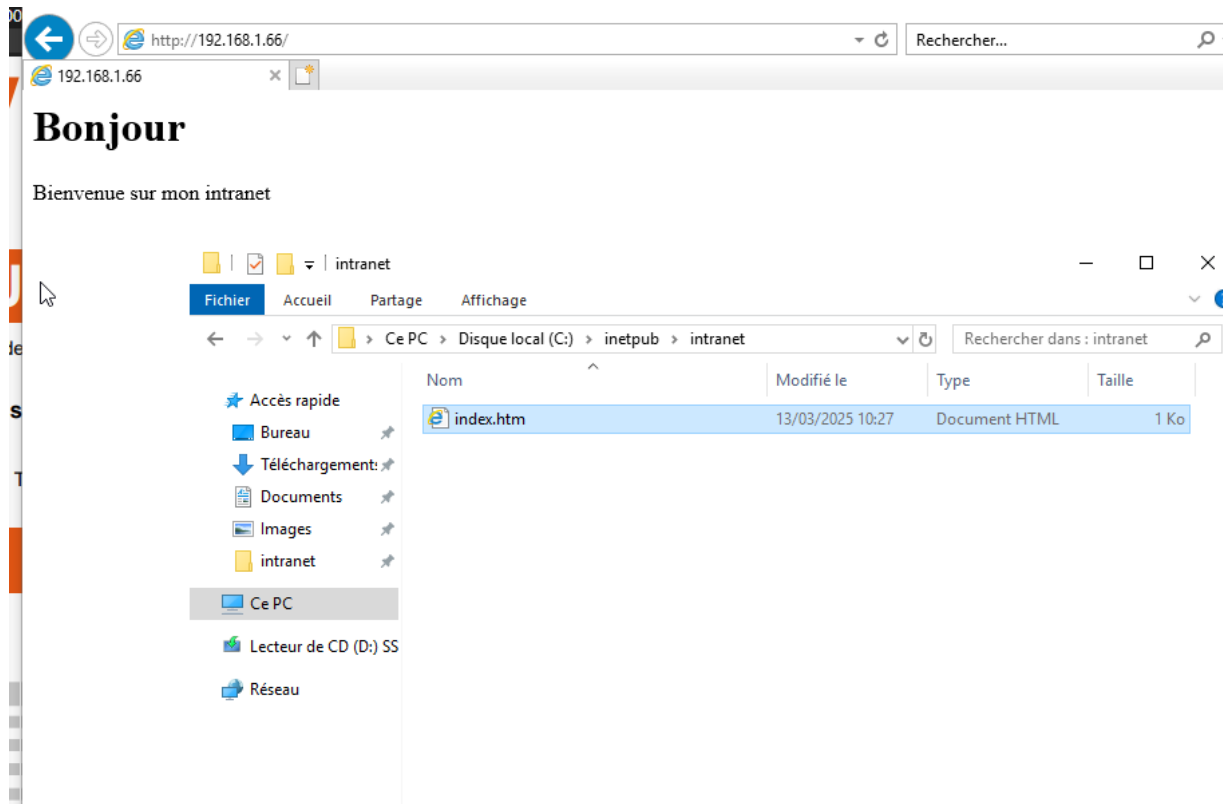 http://192.168.1.66/
Rechercher...
192.168.1.66
Bonjour
Bienvenue sur mon intranet
intranet
Fichier Accueil Partage Affichage
Ce PC Disque local (C:) inetpub intranet
Rechercher dans : intranet
Nom Modifié le Type Taille
index.htm 13/03/2025 10:27 Document HTML 1 Ko
Accès rapide
Bureau
Téléchargement:
Documents
Images
intranet
Ce PC
Lecteur de CD (D:) SS
Réseau